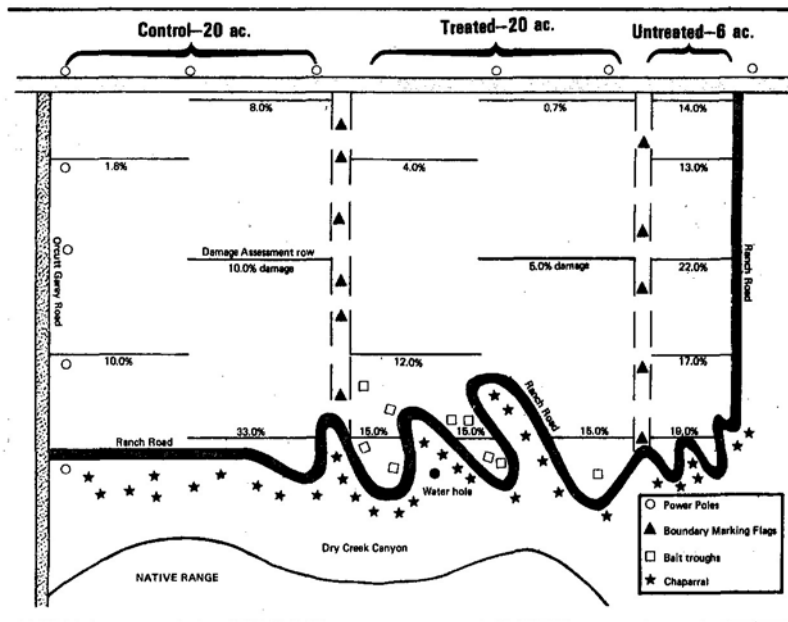 Control—20 ac.
Treated—20 ac.
Untreated—6 ac.
8.0%
0.7%
14.0%
1.8%
4.0%
13.0%
Orcutt Garey Road
Damage Assessment row
10.0% damage
5.0% damage
22.0%
Ranch Road
10.0%
12.0%
17.0%
Ranch Road
Ranch Road
33.0%
15.0%
15.0%
15.0%
19.0%
Water hole
Dry Creek Canyon
NATIVE RANGE
Power Poles
Boundary Marking Flags
Bait troughs
Chaparral